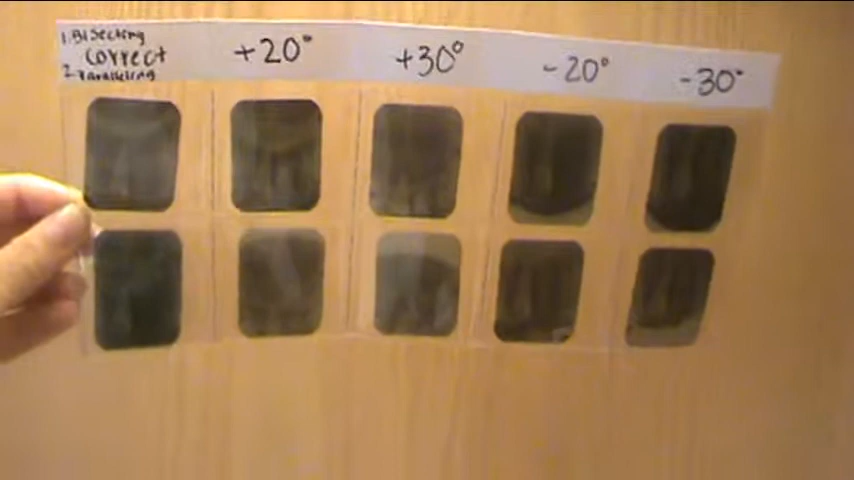 1. Bisecting
Correct
2. Paralleling
+20°
+30°
-20°
-30°